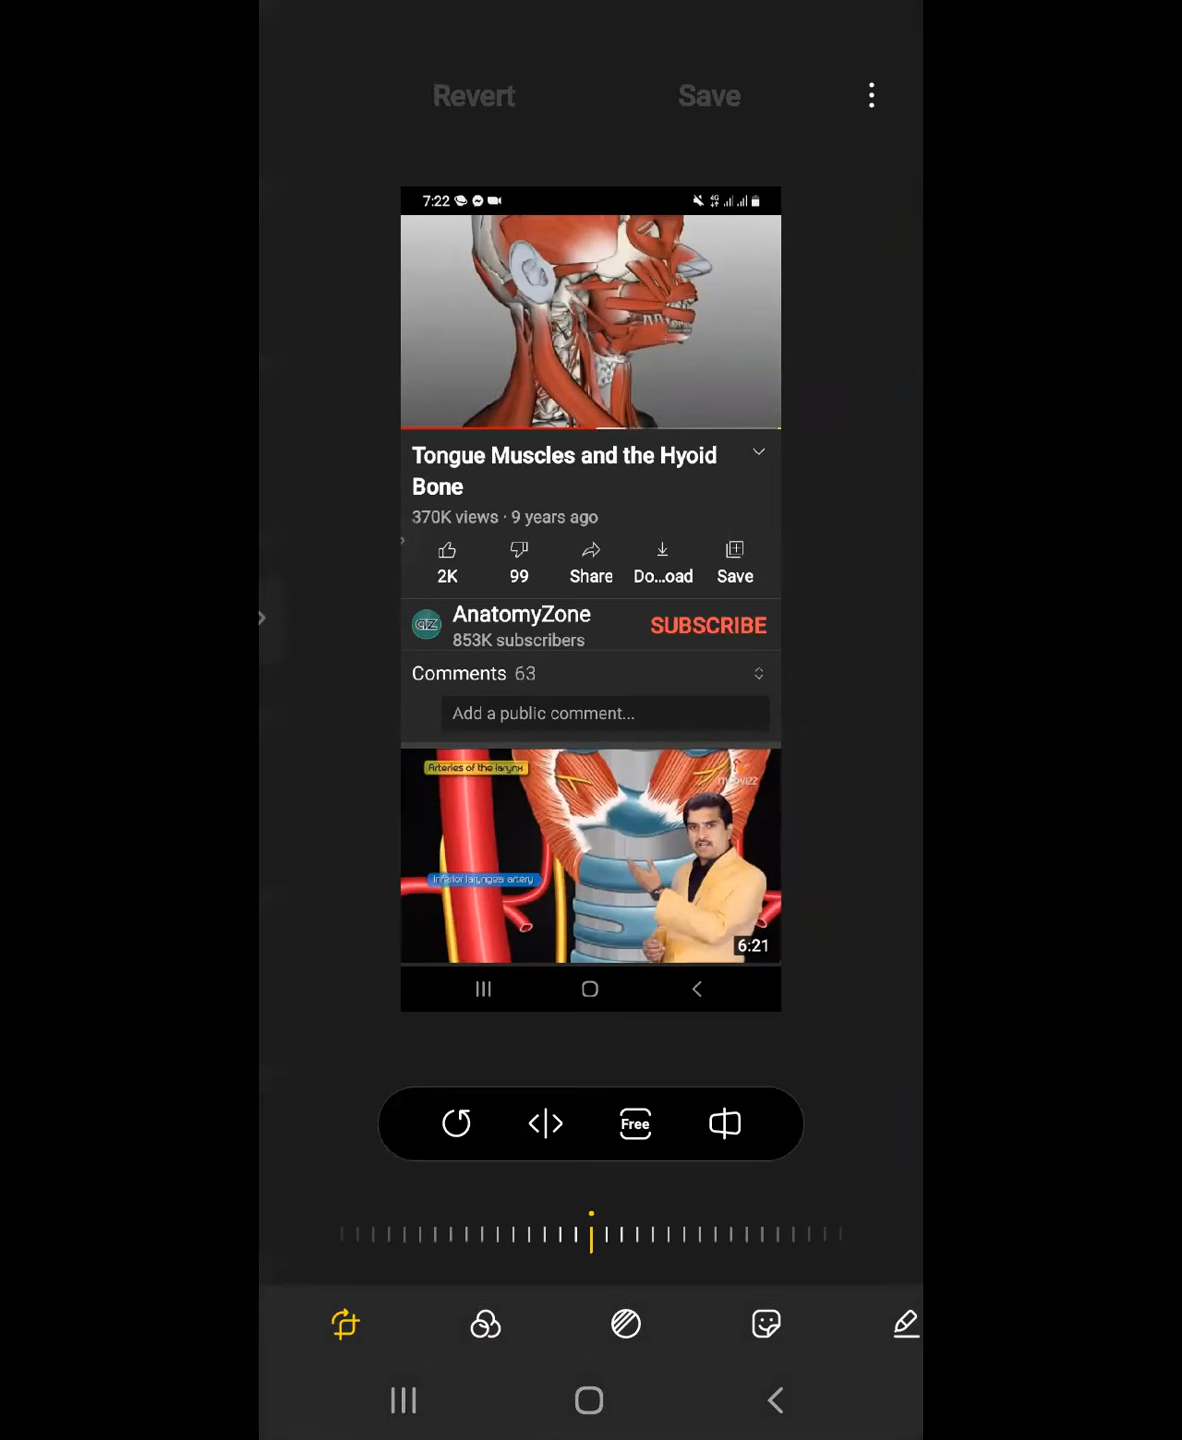 Revert Save
7:22 4G
Tongue Muscles and the Hyoid
Bone
370K views · 9 years ago
2K 99 Share Do...oad Save
az AnatomyZone SUBSCRIBE
853K subscribers
Comments 63
Add a public comment...
Arteries of the larynx
Inferior laryngeal artery
6:21
Free